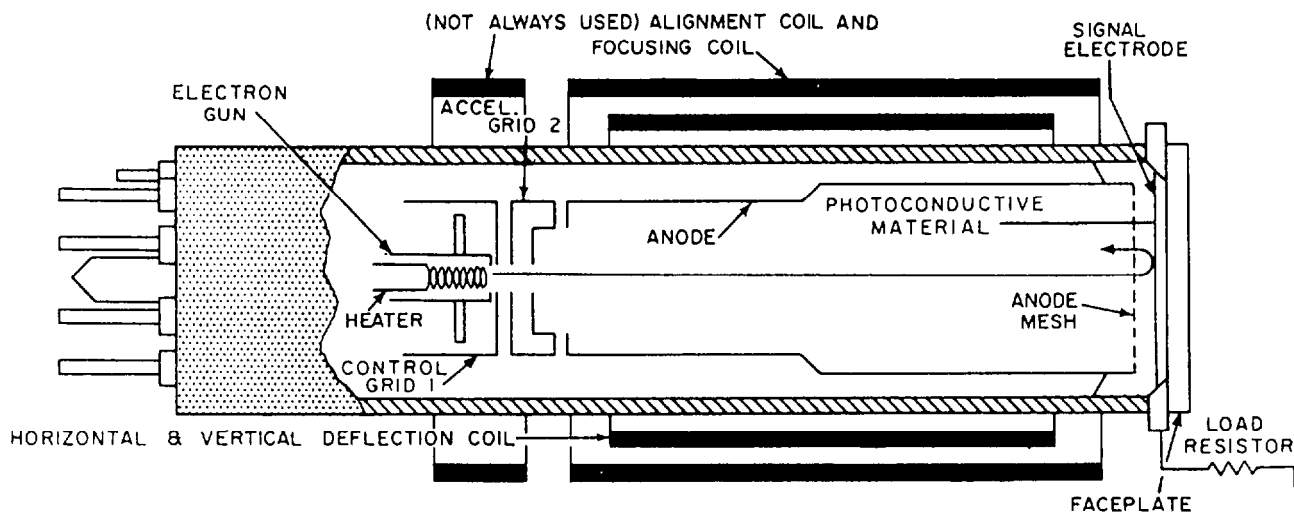 (NOT ALWAYS USED) ALIGNMENT COIL AND
FOCUSING COIL
SIGNAL
ELECTRODE
ELECTRON
GUN
ACCEL.
GRID 2
PHOTOCONDUCTIVE
MATERIAL
ANODE
HEATER
ANODE
MESH
CONTROL
GRID 1
HORIZONTAL & VERTICAL DEFLECTION COIL
LOAD
RESISTOR
FACEPLATE